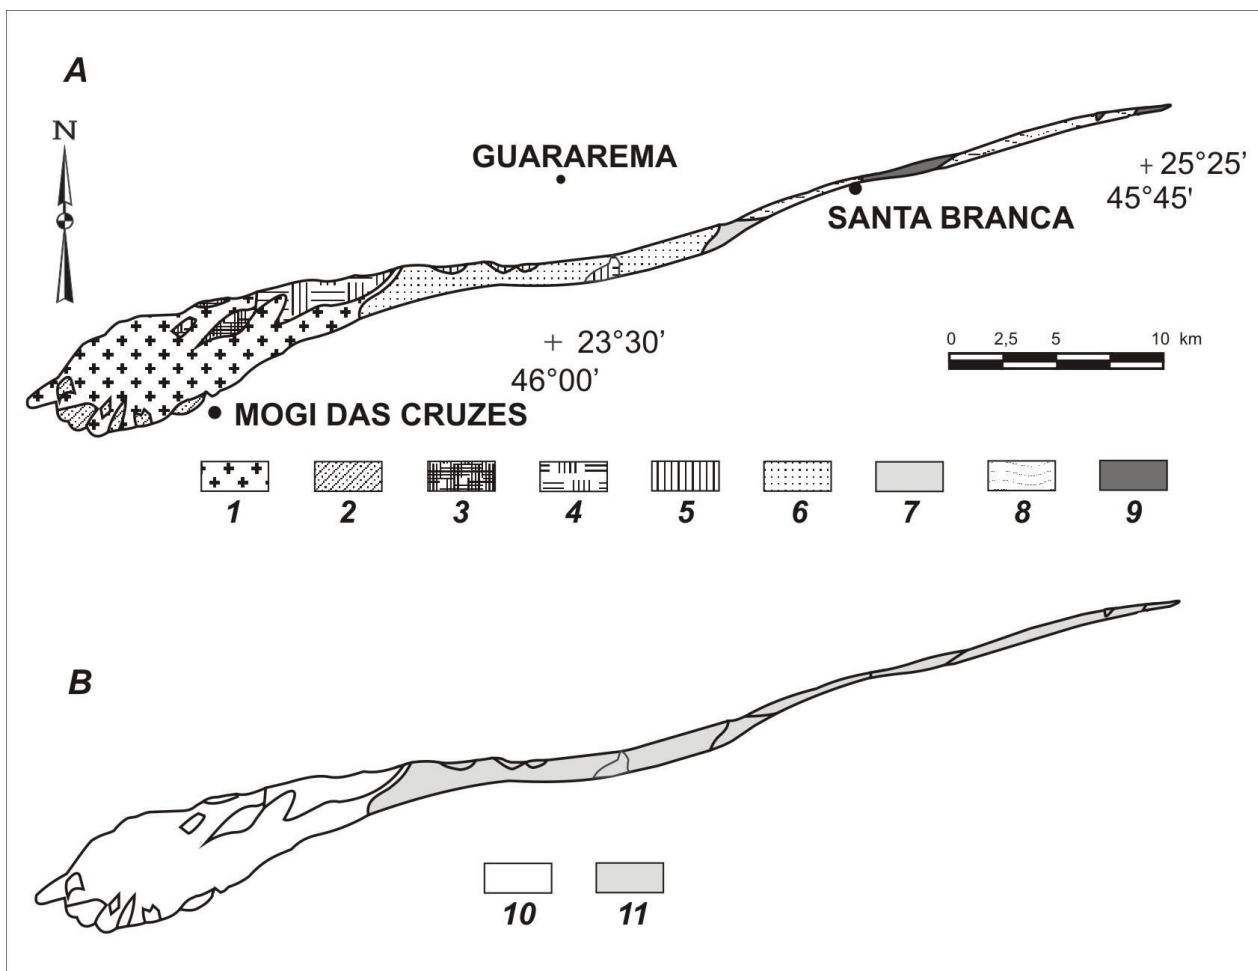 A
N
GUARAREMA
+ 25°25’
45°45'
SANTA BRANCA
+ 23°30’
46°00’
0 2,5 5 10 km
MOGI DAS CRUZES
1 2 3 4 5 6 7 8 9
B
10 11